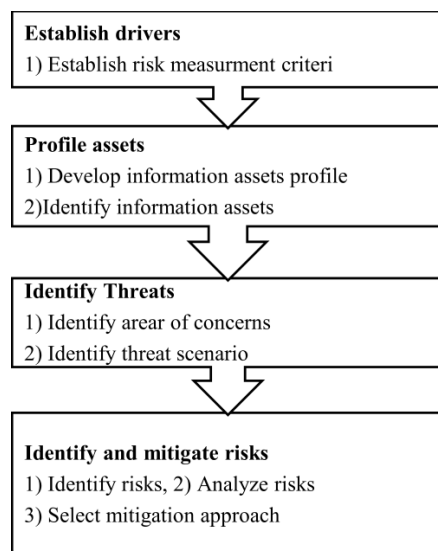 Establish drivers
1) Establish risk measurment criteri
Profile assets
1) Develop information assets profile
2)Identify information assets
Identify Threats
1) Identify arear of concerns
2) Identify threat scenario
Identify and mitigate risks
1) Identify risks, 2) Analyze risks
3) Select mitigation approach